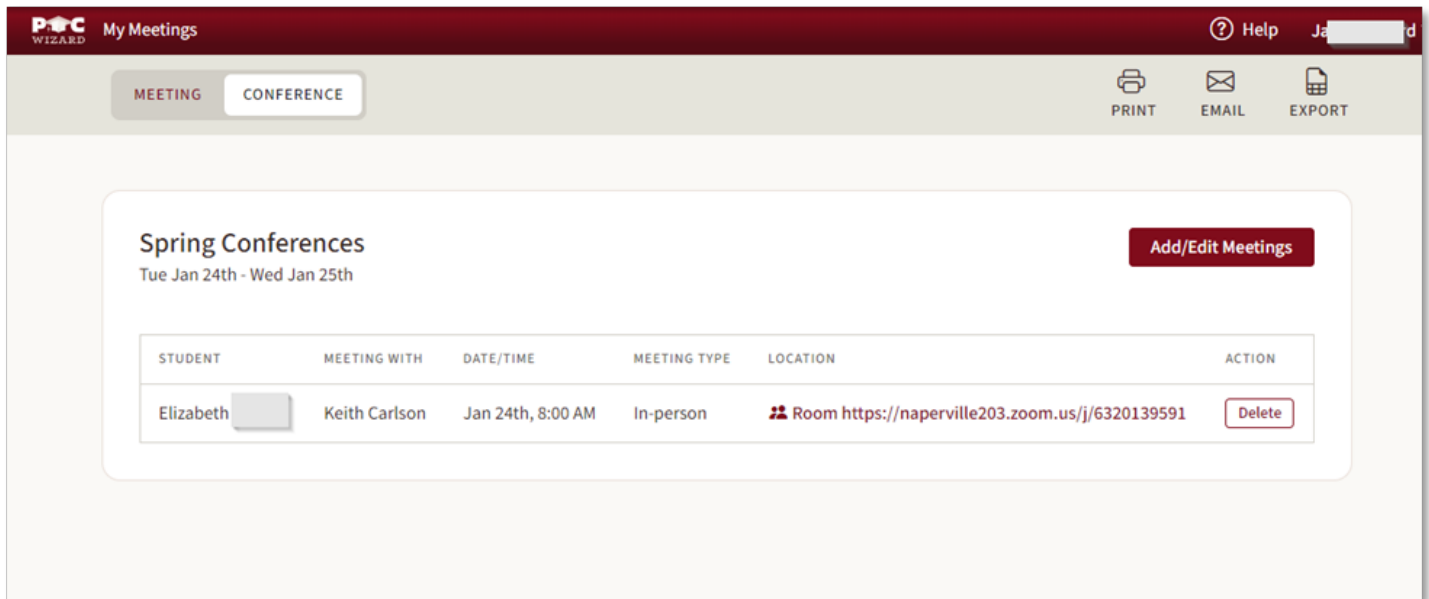 PTC WIZARD My Meetings Help Ja d
MEETING CONFERENCE PRINT EMAIL EXPORT
Spring Conferences Add/Edit Meetings
Tue Jan 24th - Wed Jan 25th
STUDENT MEETING WITH DATE/TIME MEETING TYPE LOCATION ACTION
Elizabeth Keith Carlson Jan 24th, 8:00 AM In-person Room https://naperville203.zoom.us/j/6320139591 Delete